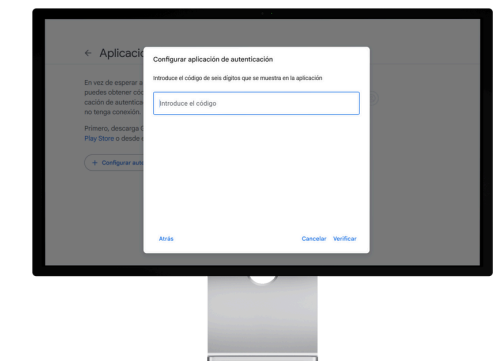 ← Aplicació
En vez de esperar a
puedes obtener cód
cación de autentica
no tenga conexión.
Primero, descarga G
Play Store o desde
+ Configurar aute
Configurar aplicación de autenticación
Introduce el código de seis dígitos que se muestra en la aplicación
Introduce el código
Atrás
Cancelar Verificar